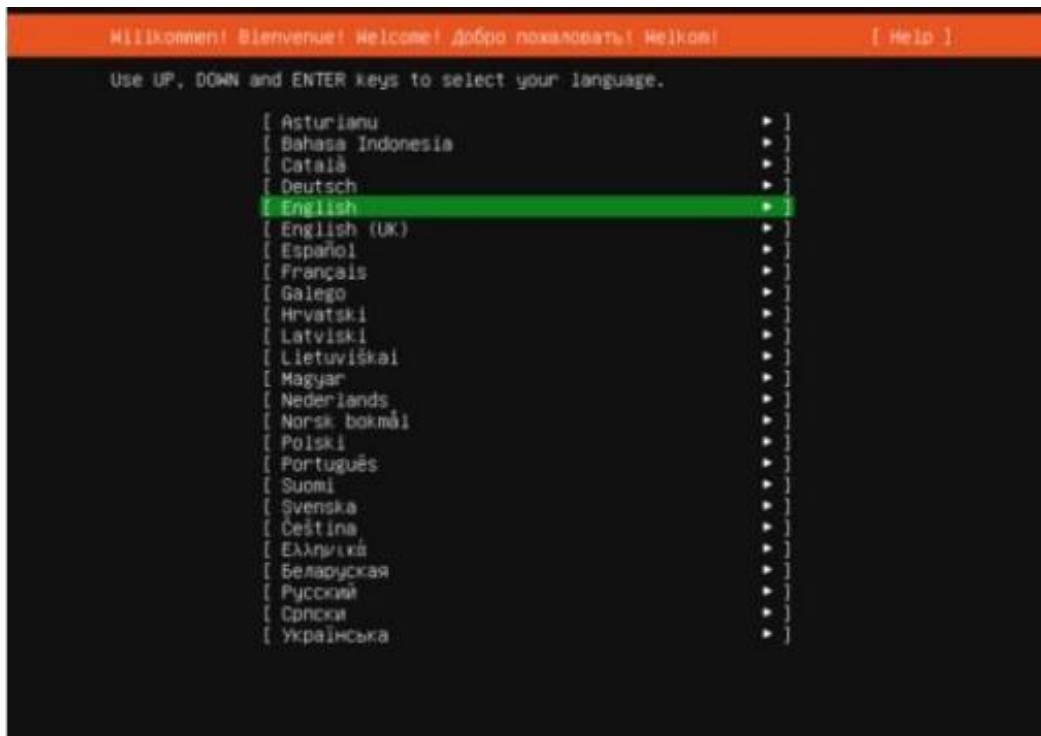 Willkommen! Bienvenue! Welcome! Добро пожаловать! Welkom! [ Help ]
Use UP, DOWN and ENTER keys to select your language.
[ Asturianu ► ]
[ Bahasa Indonesia ► ]
[ Català ► ]
[ Deutsch ► ]
[ English ► ]
[ English (UK) ► ]
[ Español ► ]
[ Français ► ]
[ Galego ► ]
[ Hrvatski ► ]
[ Latviski ► ]
[ Lietuviškai ► ]
[ Magyar ► ]
[ Nederlands ► ]
[ Norsk bokmål ► ]
[ Polski ► ]
[ Português ► ]
[ Suomi ► ]
[ Svenska ► ]
[ Čeština ► ]
[ Ελληνικά ► ]
[ Беларуская ► ]
[ Русский ► ]
[ Српски ► ]
[ Українська ► ]